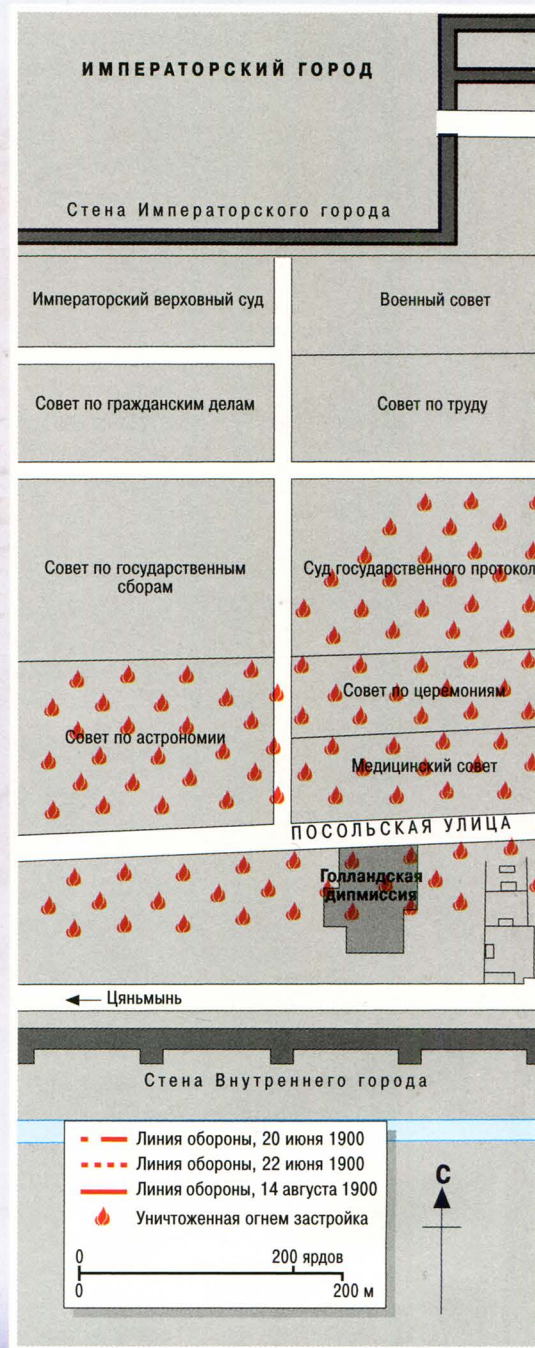 ИМПЕРАТОРСКИЙ ГОРОД
Стена Императорского города
Императорский верховный суд
Военный совет
Совет по гражданским делам
Совет по труду
Совет по государственным
сборам
Суд государственного протокол
Совет по церемониям
Совет по астрономии
Медицинский совет
ПОСОЛЬСКАЯ УЛИЦА
Голландская
дипмиссия
Цяньмынь
Стена Внутреннего города
Линия обороны, 20 июня 1900
Линия обороны, 22 июня 1900
Линия обороны, 14 августа 1900
Уничтоженная огнем застройка
0 200 ярдов
0 200 м
С